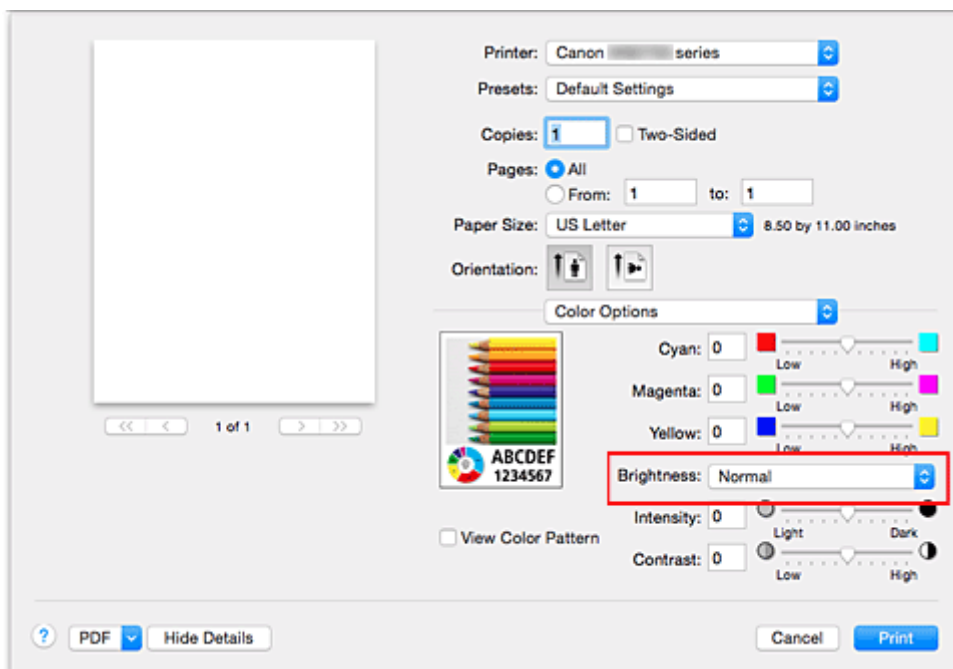 Printer: Canon series
Presets: Default Settings
Copies: 1 Two-Sided
Pages: All
From: 1 to: 1
Paper Size: US Letter 8.50 by 11.00 inches
Orientation:
Color Options
Cyan: 0
Low High
Magenta: 0
Low High
Yellow: 0
Low High
ABCDEF
1234567
Brightness: Normal
Intensity: 0
Light Dark
View Color Pattern
Contrast: 0
Low High
<< < 1 of 1 > >>
? PDF Hide Details Cancel Print